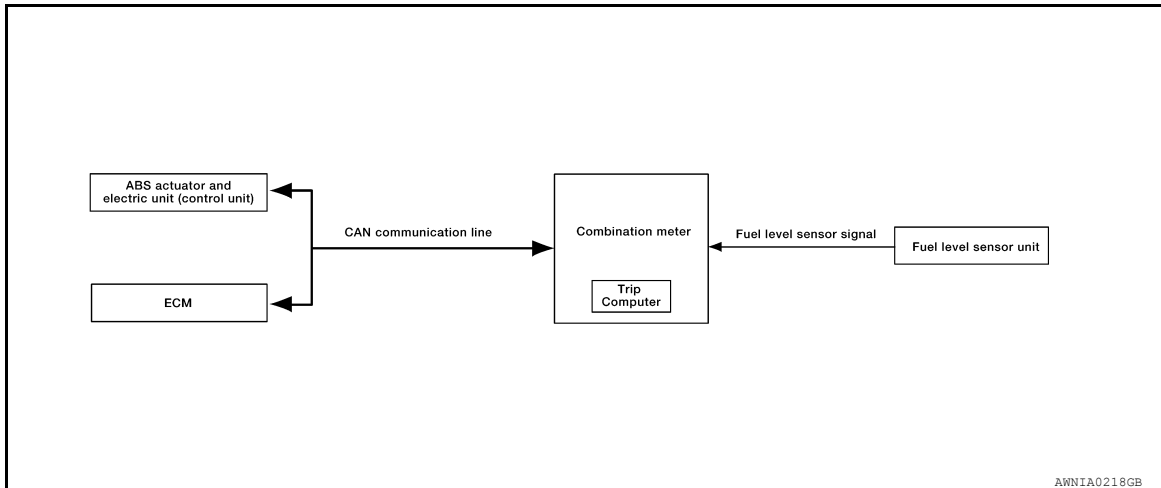 ABS actuator and
electric unit (control unit)
CAN communication line
ECM
Combination meter
Trip
Computer
Fuel level sensor signal
Fuel level sensor unit
AWNIA0218GB